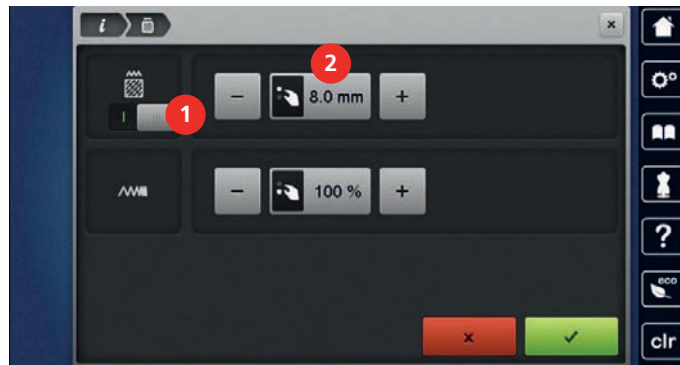 i
×
1
2
− 8.0 mm +
− 100 % +
?
eco
clr